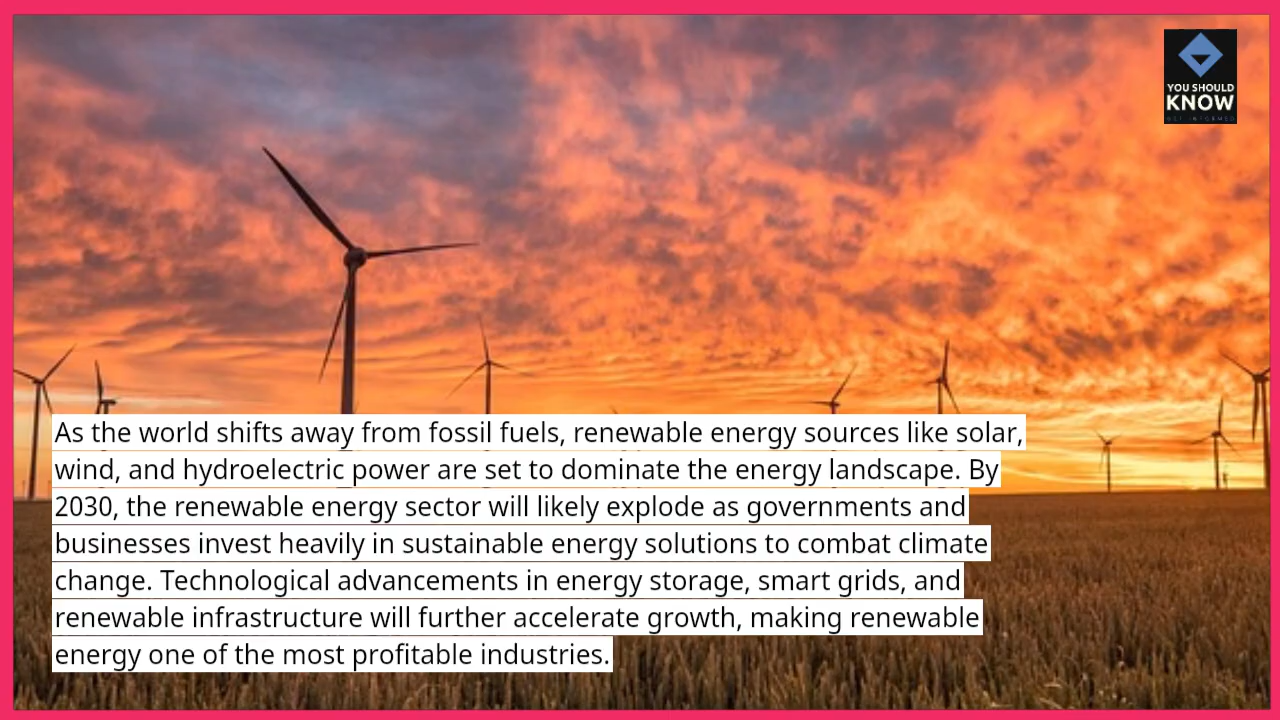 YOU SHOULD
KNOW
GET INFORMED
As the world shifts away from fossil fuels, renewable energy sources like solar,
wind, and hydroelectric power are set to dominate the energy landscape. By
2030, the renewable energy sector will likely explode as governments and
businesses invest heavily in sustainable energy solutions to combat climate
change. Technological advancements in energy storage, smart grids, and
renewable infrastructure will further accelerate growth, making renewable
energy one of the most profitable industries.